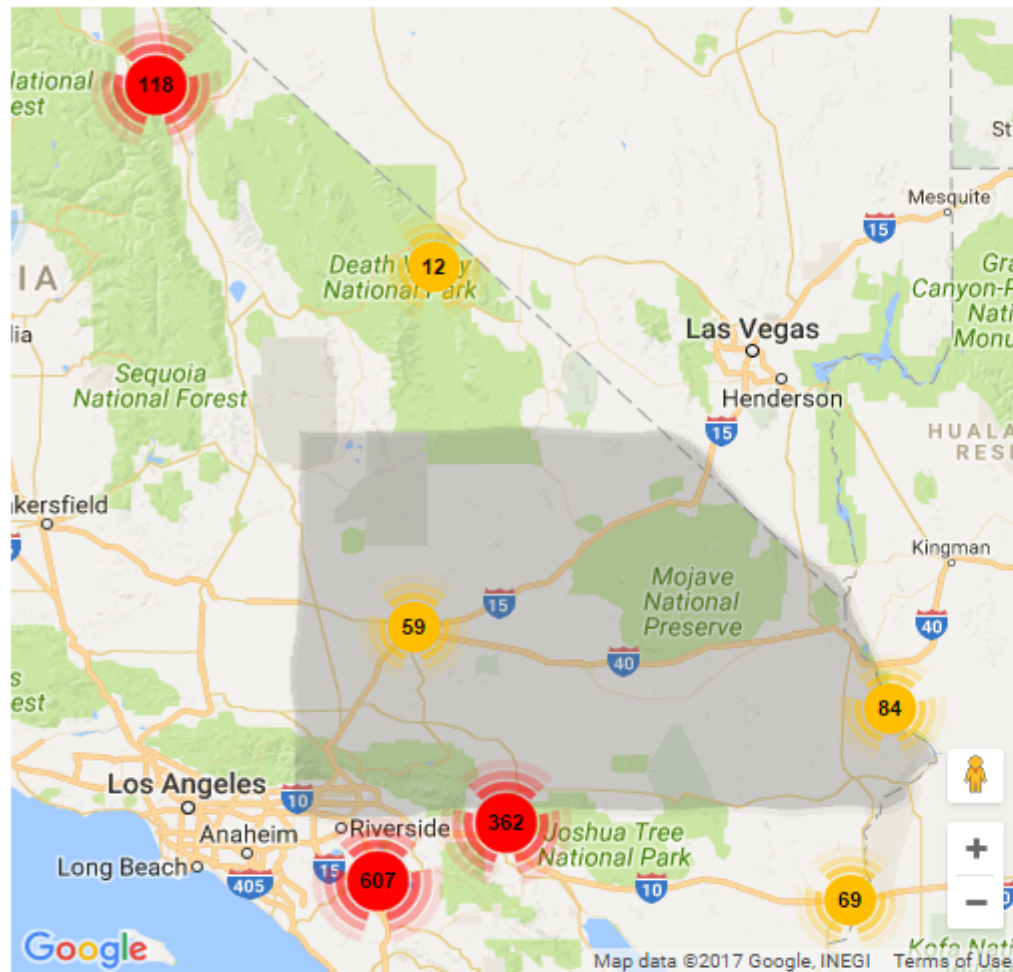 118
National
est
St
Mesquite
15
12
Death
National Park
IA
Gra
Canyon-P
Nati
Monu
lia
Las Vegas
Sequoia
National Forest
Henderson
15
HUALA
RESE
kersfield
Kingman
Mojave
National
Preserve
15
59
40
40
s
est
84
Los Angeles
10
362
Riverside
Anaheim
Joshua Tree
National Park
Long Beach
15
607
405
10
69
Google
Kofa Natio
Map data ©2017 Google, INEGI
Terms of Use